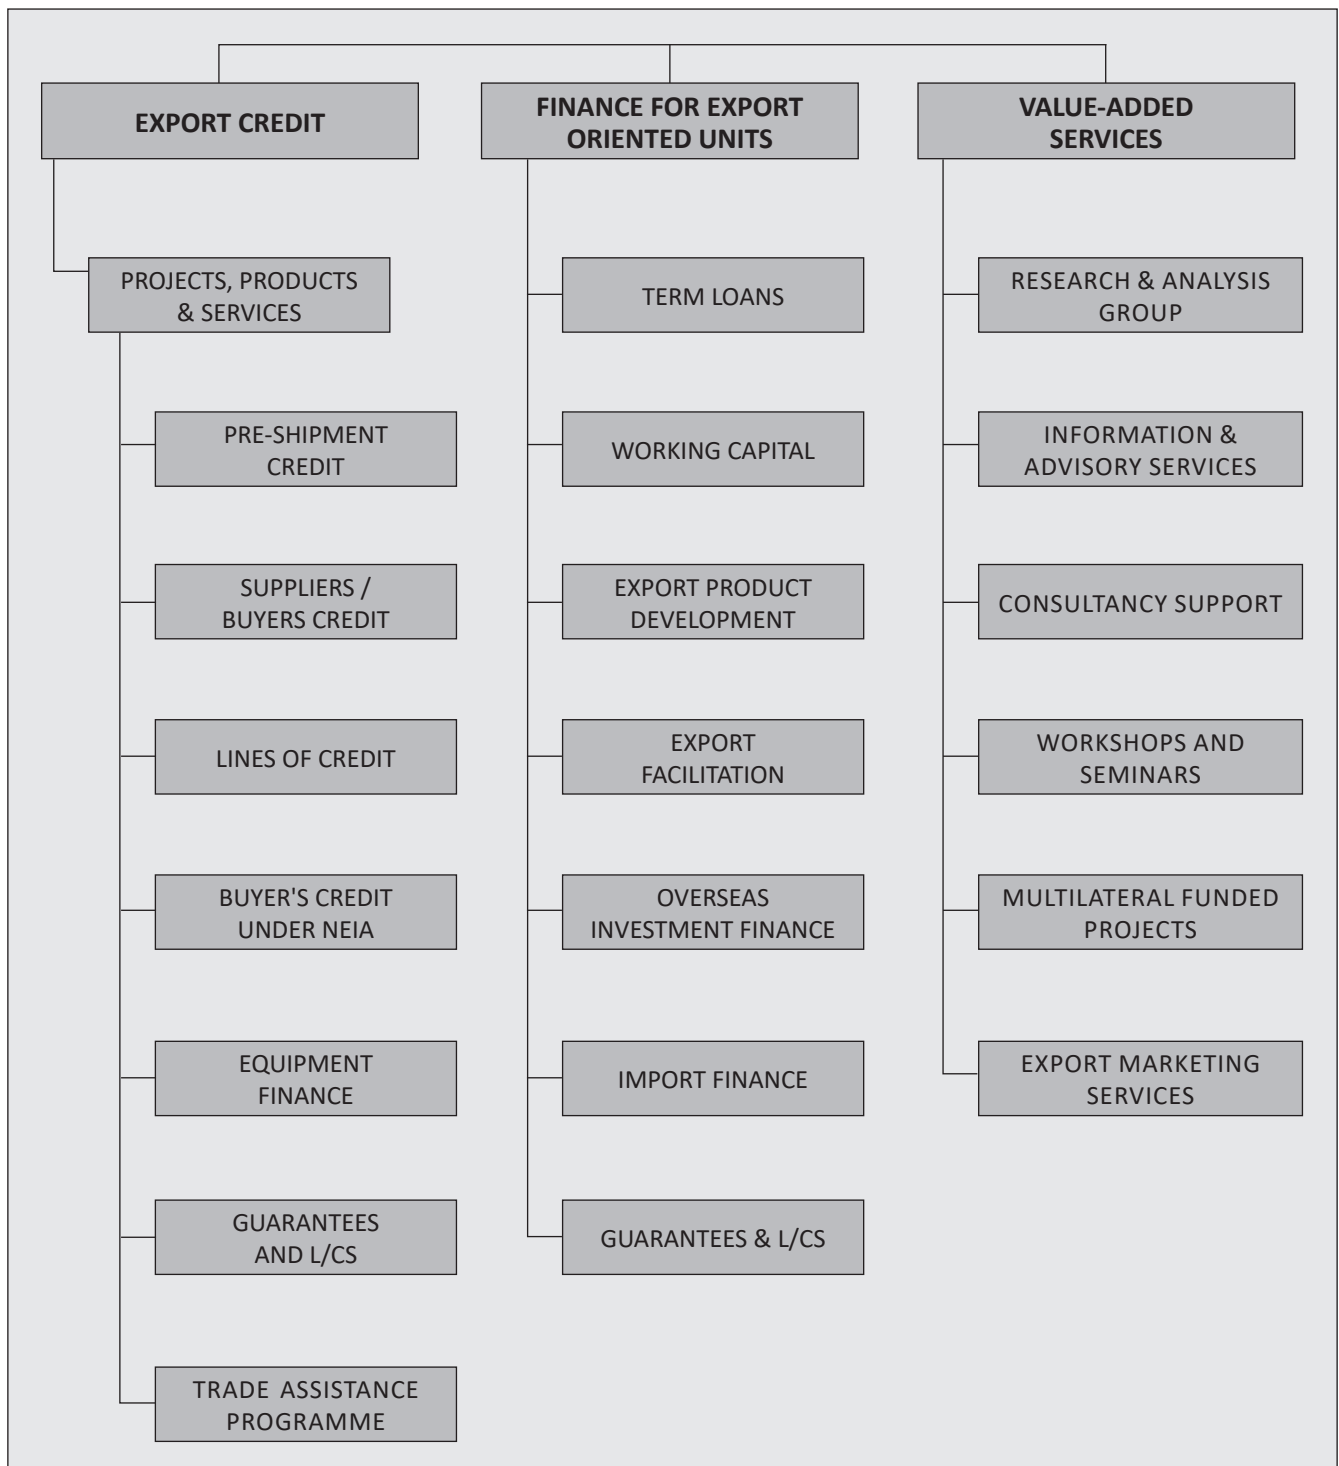 EXPORT CREDIT
PROJECTS, PRODUCTS
& SERVICES
PRE-SHIPMENT
CREDIT
SUPPLIERS /
BUYERS CREDIT
LINES OF CREDIT
BUYER'S CREDIT
UNDER NEIA
EQUIPMENT
FINANCE
GUARANTEES
AND L/CS
TRADE ASSISTANCE
PROGRAMME
FINANCE FOR EXPORT
ORIENTED UNITS
TERM LOANS
WORKING CAPITAL
EXPORT PRODUCT
DEVELOPMENT
EXPORT
FACILITATION
OVERSEAS
INVESTMENT FINANCE
IMPORT FINANCE
GUARANTEES & L/CS
VALUE-ADDED
SERVICES
RESEARCH & ANALYSIS
GROUP
INFORMATION &
ADVISORY SERVICES
CONSULTANCY SUPPORT
WORKSHOPS AND
SEMINARS
MULTILATERAL FUNDED
PROJECTS
EXPORT MARKETING
SERVICES